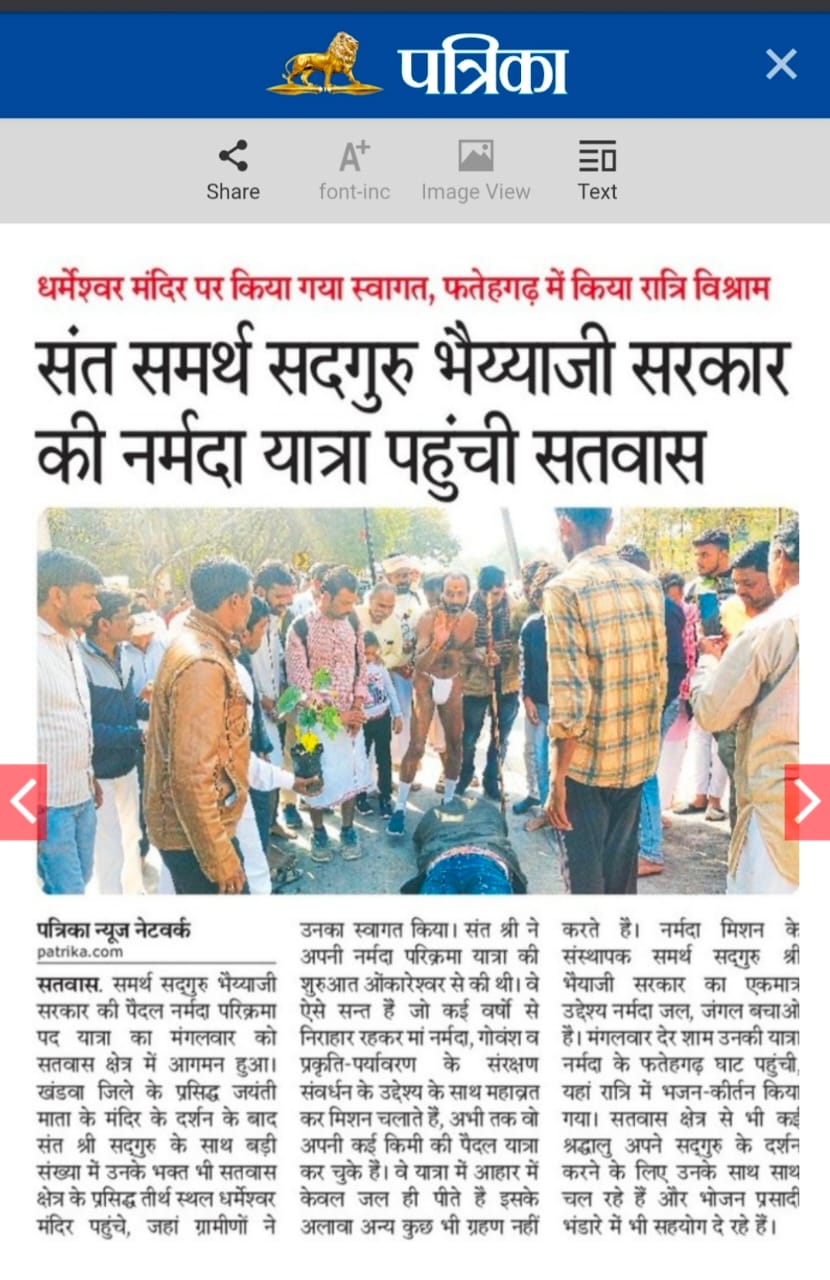 पत्रिका
Share
font-inc
Image View
Text
धर्मेश्वर मंदिर पर किया गया स्वागत, फतेहगढ़ में किया रात्रि विश्राम
संत समर्थ सदगुरु भैय्याजी सरकार
की नर्मदा यात्रा पहुंची सतवास
पत्रिका न्यूज नेटवर्क
patrika.com
सतवास. समर्थ सद्गुरु भैय्याजी
सरकार की पैदल नर्मदा परिक्रमा
पद यात्रा का मंगलवार को
सतवास क्षेत्र में आगमन हुआ।
खंडवा जिले के प्रसिद्ध जयंती
माता के मंदिर के दर्शन के बाद
संत श्री सद्गुरु के साथ बड़ी
संख्या में उनके भक्त भी सतवास
क्षेत्र के प्रसिद्ध तीर्थ स्थल धर्मेश्वर
मंदिर पहुंचे, जहां ग्रामीणों ने
उनका स्वागत किया। संत श्री ने
अपनी नर्मदा परिक्रमा यात्रा की
शुरुआत ओंकारेश्वर से की थी। वे
ऐसे सन्त है जो कई वर्षो से
निराहार रहकर मां नर्मदा, गोवंश व
प्रकृति-पर्यावरण के संरक्षण
संवर्धन के उद्देश्य के साथ महाव्रत
कर मिशन चलाते है, अभी तक वो
अपनी कई किमी की पैदल यात्रा
कर चुके है। वे यात्रा में आहार में
केवल जल ही पीते है इसके
अलावा अन्य कुछ भी ग्रहण नहीं
करते है। नर्मदा मिशन के
संस्थापक समर्थ सदगुरु श्री
भैयाजी सरकार का एकमात्र
उद्देश्य नर्मदा जल, जंगल बचाओ
है। मंगलवार देर शाम उनकी यात्रा
नर्मदा के फतेहगढ़ घाट पहुंची,
यहां रात्रि में भजन-कीर्तन किया
गया। सतवास क्षेत्र से भी कई
श्रद्धालु अपने सद्गुरु के दर्शन
करने के लिए उनके साथ साथ
चल रहे हैं और भोजन प्रसादी
भंडारे में भी सहयोग दे रहे हैं।